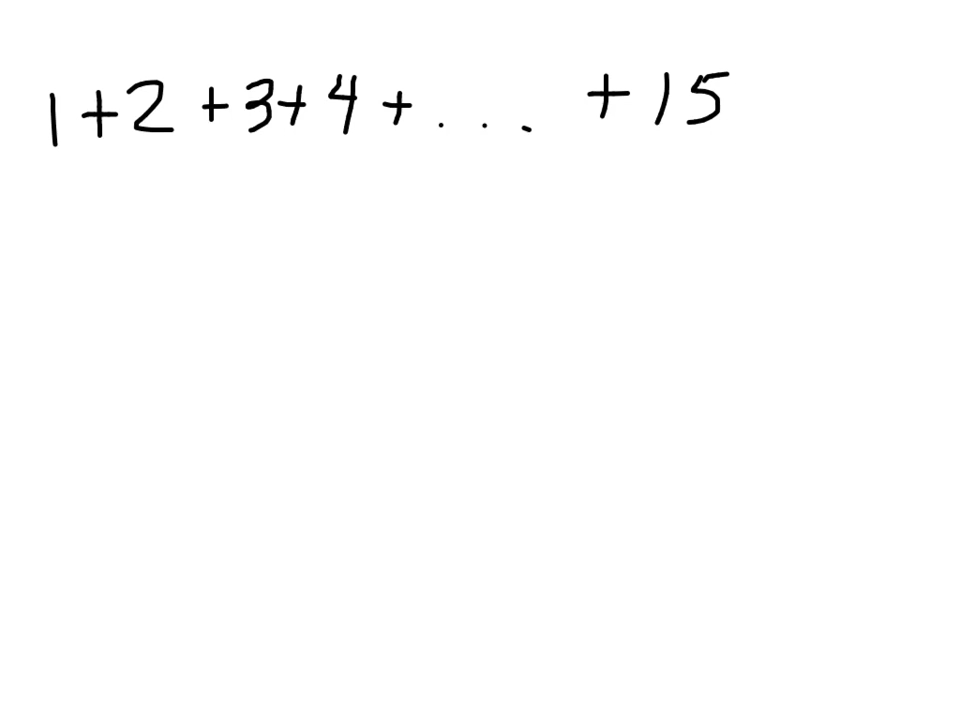 1 + 2 + 3 + 4 + . . . + 15